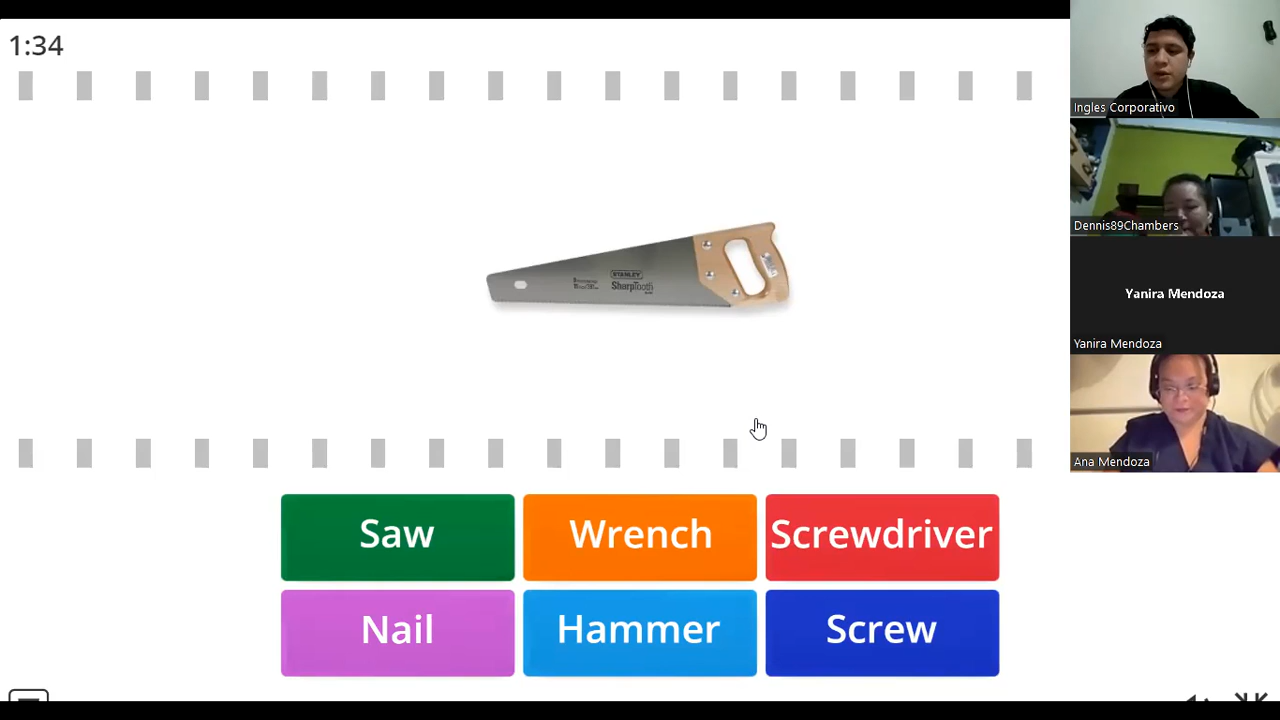 1:34
STANLEY
SharpTooth
Saw
Wrench
Screwdriver
Nail
Hammer
Screw
Ingles Corporativo
Dennis89Chambers
Yanira Mendoza
Yanira Mendoza
Ana Mendoza